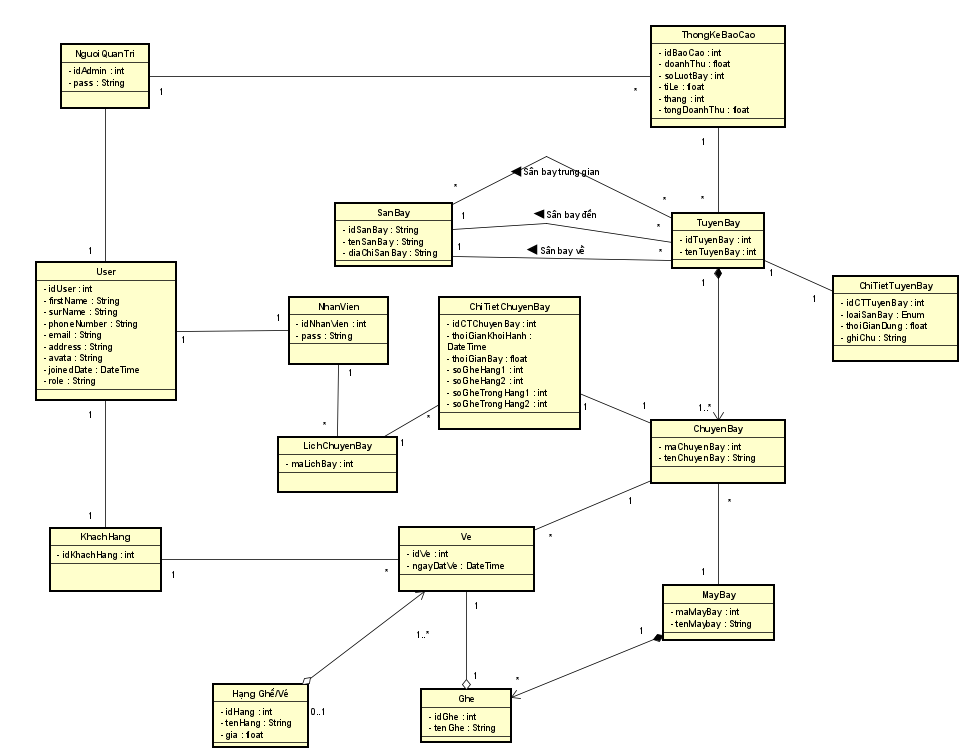 NguoiQuanTri
- idAdmin : int
- pass : String
1
*
ThongKeBaoCao
- idBaoCao : int
- doanhThu : float
- soLuotBay : int
- tiLe : float
- thang : int
- tongDoanhThu : float
1
*
Sân bay trung gian
*
*
SanBay
- idSanBay : String
- tenSanBay : String
- diaChiSanBay : String
1
Sân bay đến
*
1
Sân bay về
*
TuyenBay
- idTuyenBay : int
- tenTuyenBay : int
1
1
1
ChiTietTuyenBay
- idCTTuyenBay : int
- loaiSanBay : Enum
- thoiGianDung : float
- ghiChu : String
1
User
- idUser : int
- firstName : String
- surName : String
- phoneNumber : String
- email : String
- address : String
- avata : String
- joinedDate : DateTime
- role : String
1
1
1
NhanVien
- idNhanVien : int
- pass : String
1
*
ChiTietChuyenBay
- idCTChuyenBay : int
- thoiGianKhoiHanh :
DateTime
- thoiGianBay : float
- soGheHang1 : int
- soGheHang2 : int
- soGheTrongHang1 : int
- soGheTrongHang2 : int
*
1
1
1
1..*
LichChuyenBay
- maLichBay : int
ChuyenBay
- maChuyenBay : int
- tenChuyenBay : String
1
*
*
1
1
KhachHang
- idKhachHang : int
1
*
Ve
- idVe : int
- ngayDatVe : DateTime
1
1..*
MayBay
- maMayBay : int
- tenMaybay : String
1
*
1
Hạng Ghế/Vé
- idHang : int
- tenHang : String
- gia : float
0..1
Ghe
- idGhe : int
- tenGhe : String